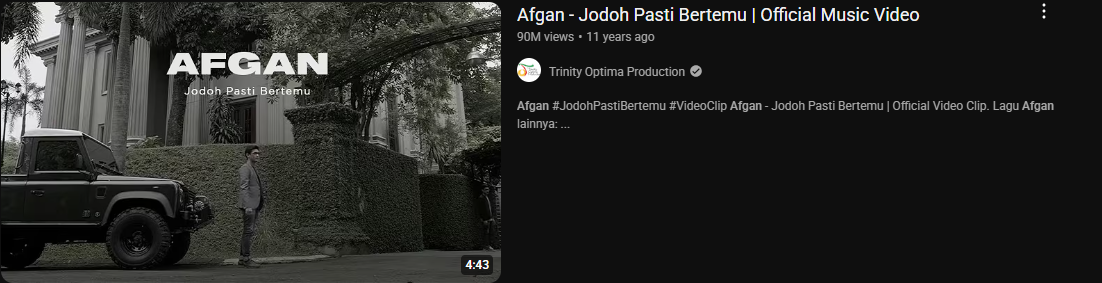 AFGAN
Jodoh Pasti Bertemu
4:43
Afgan - Jodoh Pasti Bertemu | Official Music Video
90M views • 11 years ago
Trinity Optima Production
Afgan #JodohPastiBertemu #VideoClip Afgan - Jodoh Pasti Bertemu | Official Video Clip. Lagu Afgan
lainnya: ...